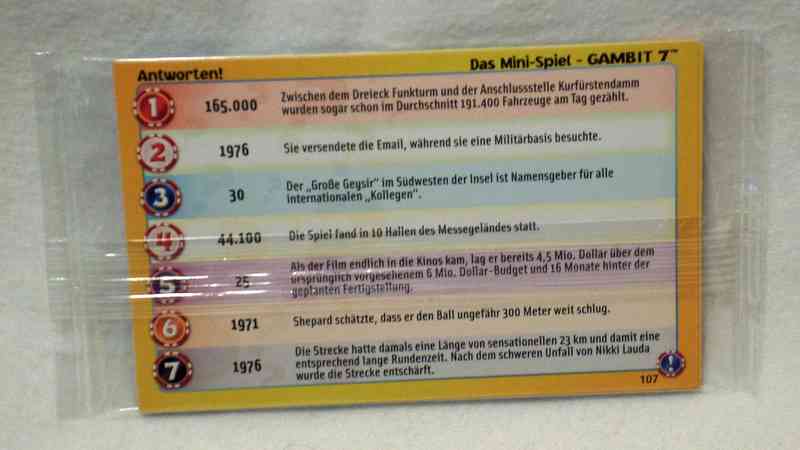 Antworten!
Das Mini-Spiel - GAMBIT 7™
1
165.000
Zwischen dem Dreieck Funkturm und der Anschlussstelle Kurfürstendamm
wurden sogar schon im Durchschnitt 191.400 Fahrzeuge am Tag gezählt.
2
1976
Sie versendete die Email, während sie eine Militärbasis besuchte.
3
30
Der „Große Geysir“ im Südwesten der Insel ist Namensgeber für alle
internationalen „Kollegen“.
4
44.100
Die Spiel fand in 10 Hallen des Messegeländes statt.
5
25
Als der Film endlich in die Kinos kam, lag er bereits 4,5 Mio. Dollar über dem
ursprünglich vorgesehenem 6 Mio. Dollar-Budget und 16 Monate hinter der
geplanten Fertigstellung.
6
1971
Shepard schätzte, dass er den Ball ungefähr 300 Meter weit schlug.
7
1976
Die Strecke hatte damals eine Länge von sensationellen 23 km und damit eine
entsprechend lange Rundenzeit. Nach dem schweren Unfall von Nikki Lauda
wurde die Strecke entschärft.
!
107